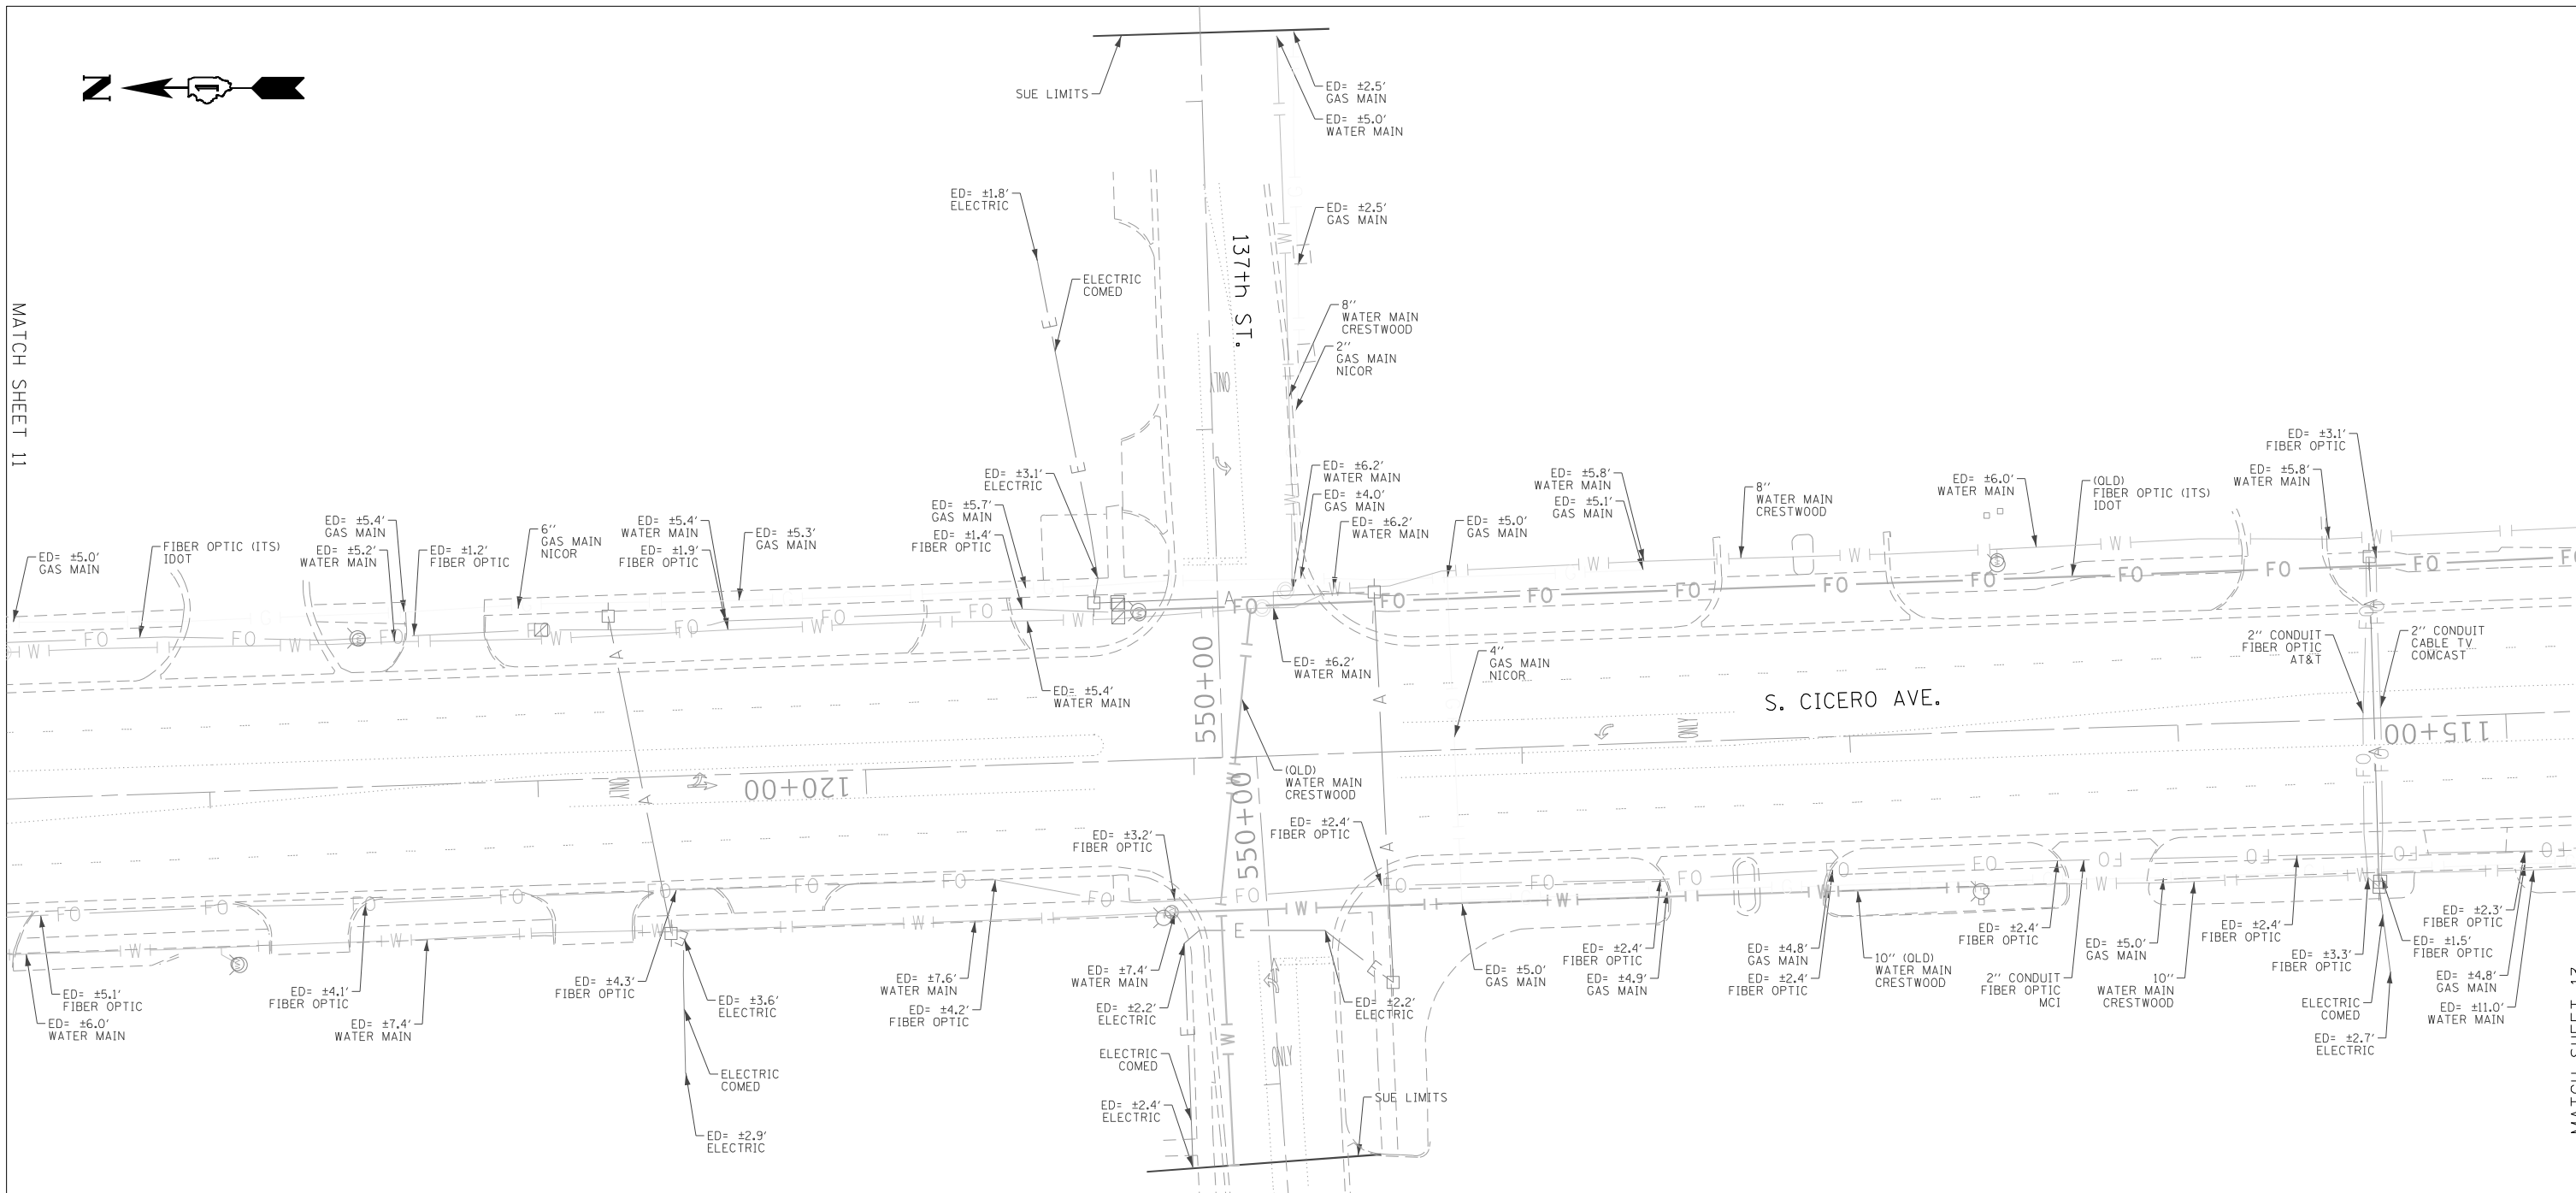 N
MATCH SHEET 11
SUE LIMITS
ED= ±2.5'
GAS MAIN
ED= ±5.0'
WATER MAIN
ED= ±1.8'
ELECTRIC
ED= ±2.5'
GAS MAIN
137th ST.
ELECTRIC
COMED
8''
WATER MAIN
CRESTWOOD
2''
GAS MAIN
NICOR
ONLY
ED= ±5.0'
GAS MAIN
FIBER OPTIC (ITS)
IDOT
ED= ±5.4'
GAS MAIN
ED= ±5.2'
WATER MAIN
ED= ±1.2'
FIBER OPTIC
6''
GAS MAIN
NICOR
ED= ±5.4'
WATER MAIN
ED= ±1.9'
FIBER OPTIC
ED= ±5.3'
GAS MAIN
ED= ±3.1'
ELECTRIC
ED= ±5.7'
GAS MAIN
ED= ±1.4'
FIBER OPTIC
ED= ±6.2'
WATER MAIN
ED= ±4.0'
GAS MAIN
ED= ±6.2'
WATER MAIN
ED= ±5.0'
GAS MAIN
ED= ±5.8'
WATER MAIN
ED= ±5.1'
GAS MAIN
8''
WATER MAIN
CRESTWOOD
ED= ±6.0'
WATER MAIN
(QLD)
FIBER OPTIC (ITS)
IDOT
ED= ±3.1'
FIBER OPTIC
ED= ±5.8'
WATER MAIN
ED= ±6.2'
WATER MAIN
ED= ±5.4'
WATER MAIN
4''
GAS MAIN
NICOR
2'' CONDUIT
FIBER OPTIC
AT&T
2'' CONDUIT
CABLE TV
COMCAST
S. CICERO AVE.
550+00
550+00
120+00
115+00
ONLY
ONLY
(QLD)
WATER MAIN
CRESTWOOD
ED= ±3.2'
FIBER OPTIC
ED= ±2.4'
FIBER OPTIC
ED= ±5.1'
FIBER OPTIC
ED= ±6.0'
WATER MAIN
ED= ±4.1'
FIBER OPTIC
ED= ±7.4'
WATER MAIN
ED= ±4.3'
FIBER OPTIC
ED= ±3.6'
ELECTRIC
ELECTRIC
COMED
ED= ±2.9'
ELECTRIC
ED= ±7.6'
WATER MAIN
ED= ±4.2'
FIBER OPTIC
ED= ±7.4'
WATER MAIN
ED= ±2.2'
ELECTRIC
ELECTRIC
COMED
ED= ±2.4'
ELECTRIC
ONLY
ED= ±2.2'
ELECTRIC
SUE LIMITS
ED= ±5.0'
GAS MAIN
ED= ±2.4'
FIBER OPTIC
ED= ±4.9'
GAS MAIN
ED= ±4.8'
GAS MAIN
ED= ±2.4'
FIBER OPTIC
10'' (QLD)
WATER MAIN
CRESTWOOD
ED= ±2.4'
FIBER OPTIC
2'' CONDUIT
FIBER OPTIC
MCI
ED= ±5.0'
GAS MAIN
10''
WATER MAIN
CRESTWOOD
ED= ±2.4'
FIBER OPTIC
ED= ±3.3'
FIBER OPTIC
ELECTRIC
COMED
ED= ±2.7'
ELECTRIC
ED= ±2.3'
FIBER OPTIC
ED= ±1.5'
FIBER OPTIC
ED= ±4.8'
GAS MAIN
ED= ±11.0'
WATER MAIN
MATCH SHEET 13